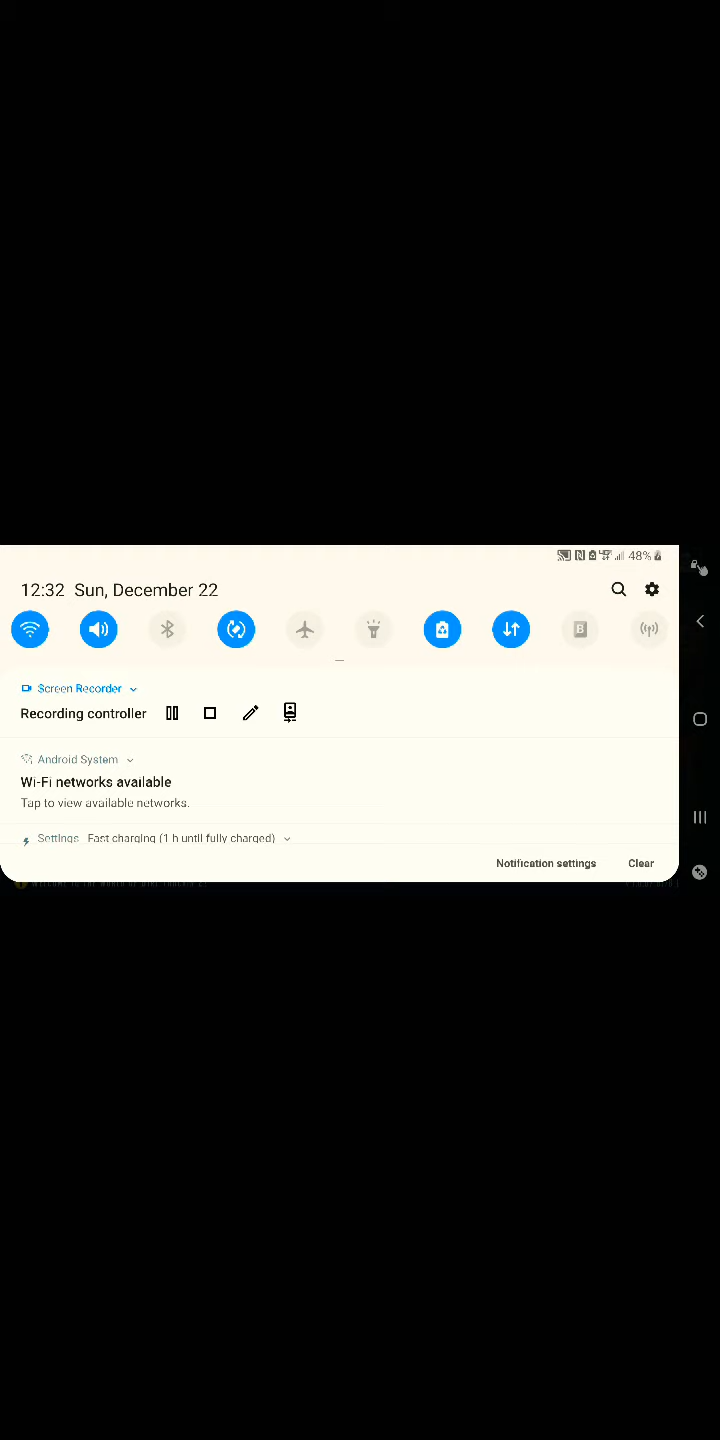 48%
12:32 Sun, December 22
Screen Recorder
Recording controller
Android System
Wi-Fi networks available
Tap to view available networks.
Settings Fast charging (1 h until fully charged)
Notification settings Clear